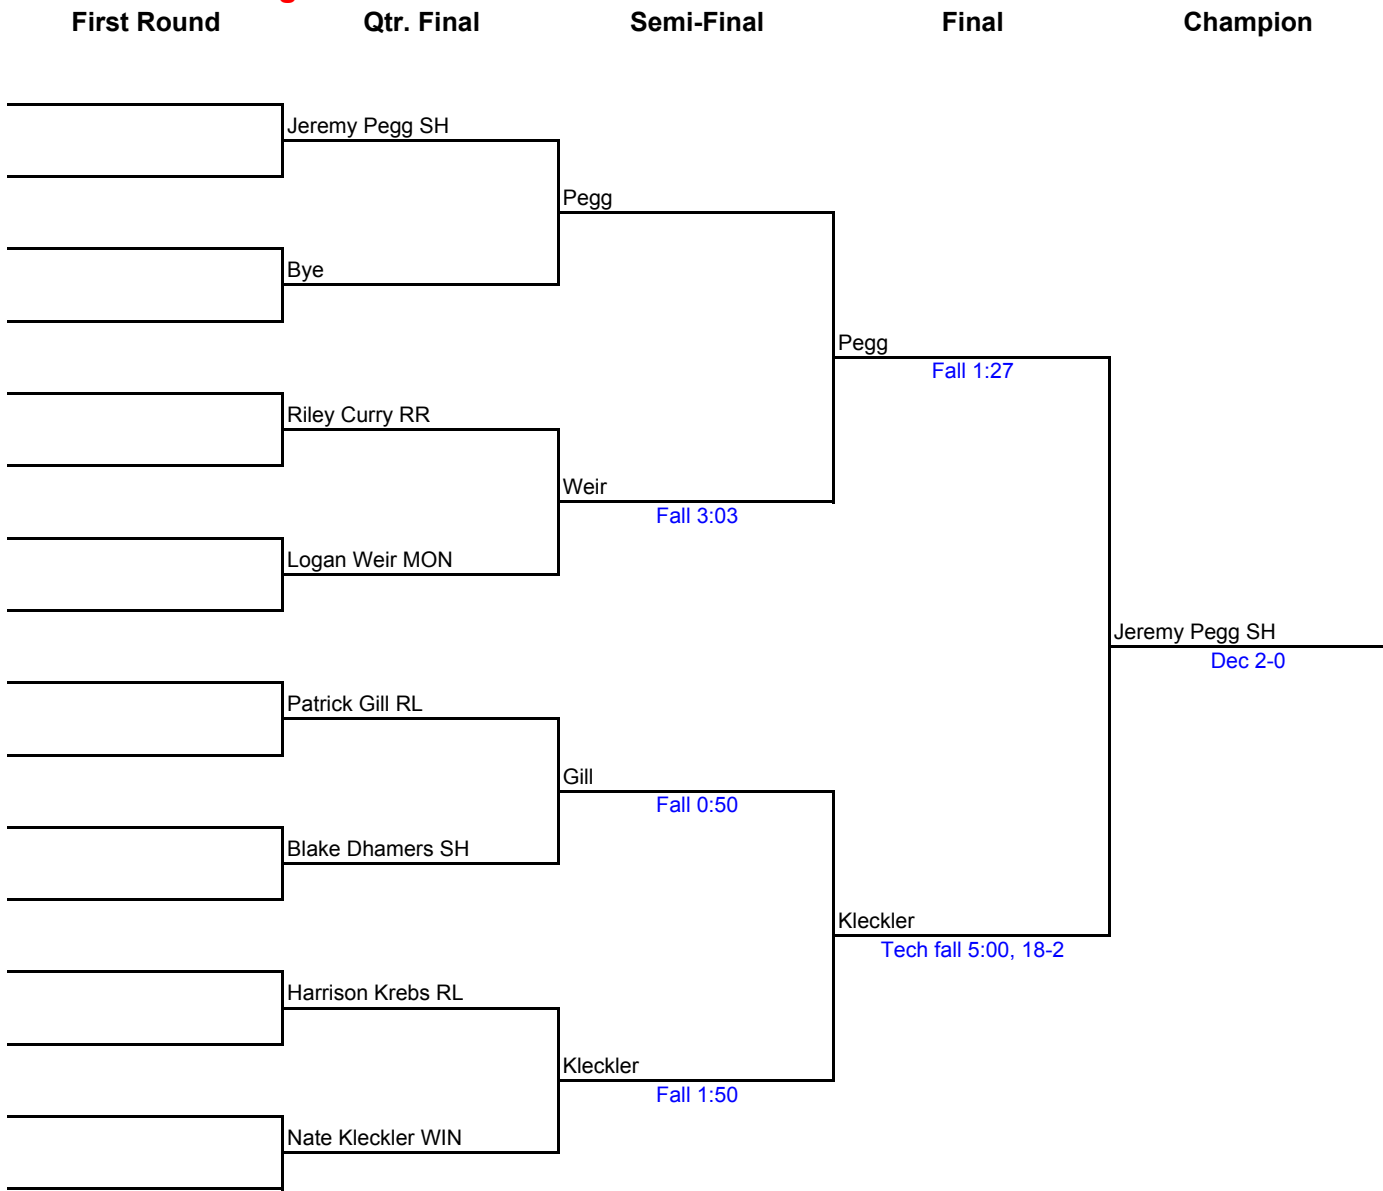 First Round Qtr. Final Semi-Final Final Champion
Jeremy Pegg SH
Pegg
Bye
Pegg
Fall 1:27
Riley Curry RR
Weir
Fall 3:03
Logan Weir MON
Jeremy Pegg SH
Dec 2-0
Patrick Gill RL
Gill
Fall 0:50
Blake Dhamers SH
Kleckler
Tech fall 5:00, 18-2
Harrison Krebs RL
Kleckler
Fall 1:50
Nate Kleckler WIN